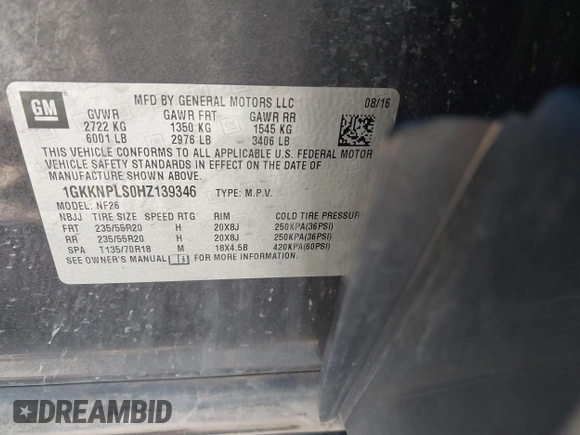 GM
MFD BY GENERAL MOTORS LLC 08/16
GVWR GAWR FRT GAWR RR
2722 KG 1350 KG 1545 KG
6001 LB 2976 LB 3406 LB
THIS VEHICLE CONFORMS TO ALL APPLICABLE U.S. FEDERAL MOTOR
VEHICLE SAFETY STANDARDS IN EFFECT ON THE DATE OF
MANUFACTURE SHOWN ABOVE.
1GKKNPLS0HZ139346 TYPE: M.P.V.
MODEL: NF26
NBJJ TIRE SIZE SPEED RTG RIM COLD TIRE PRESSUR
FRT 235/55R20 H 20X8J 250KPA(36PSI)
RR 235/55R20 H 20X8J 250KPA(36PSI)
SPA T135/70R18 M 18X4.5B 420KPA(60PSI)
SEE OWNER'S MANUAL FOR MORE INFORMATION.
DREAMBID